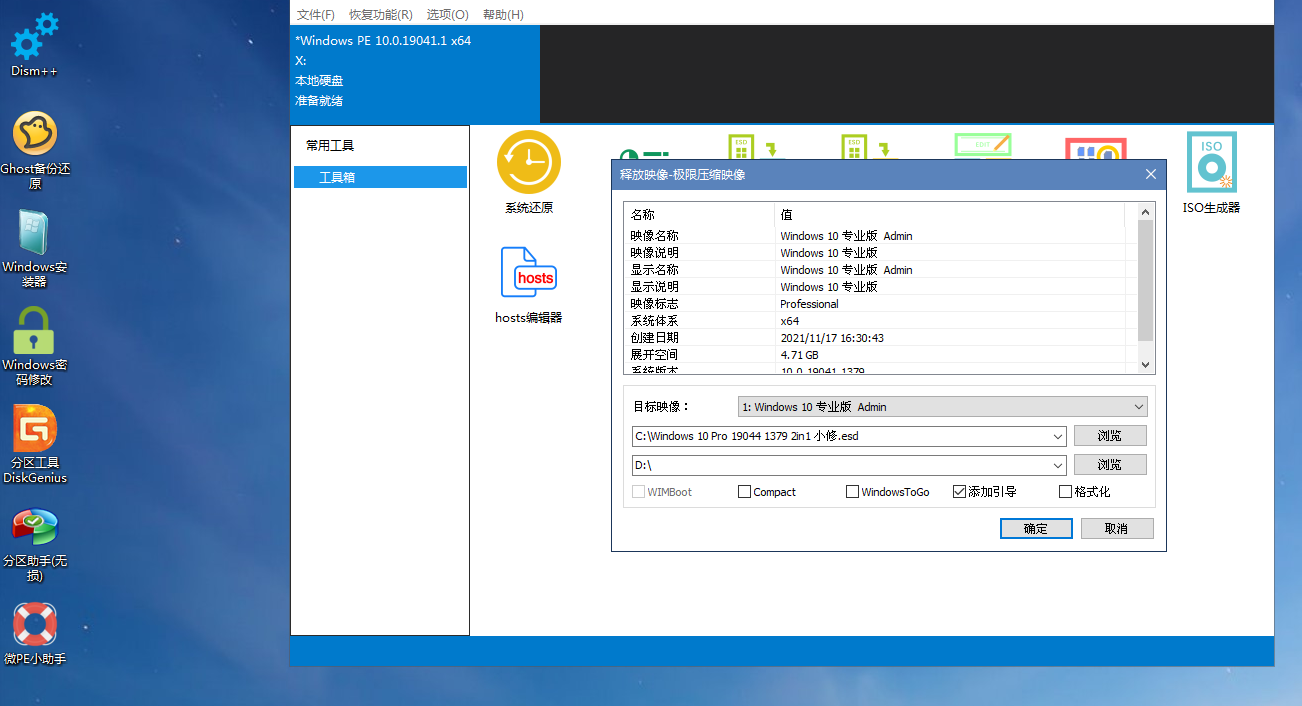 Dism++
Ghost备份还
原
Windows安
装器
Windows密
码修改
分区工具
DiskGenius
分区助手(无
损)
微PE小助手
文件(F) 恢复功能(R) 选项(O) 帮助(H)
*Windows PE 10.0.19041.1 x64
X:
本地硬盘
准备就绪
常用工具
工具箱
系统还原
hosts
hosts编辑器
ESD
ESD
EDIT
ISO
ISO生成器
释放映像-极限压缩映像
名称 值
映像名称 Windows 10 专业版 Admin
映像说明 Windows 10 专业版
显示名称 Windows 10 专业版 Admin
显示说明 Windows 10 专业版
映像标志 Professional
系统体系 x64
创建日期 2021/11/17 16:30:43
展开空间 4.71 GB
系统版本 10.0.19041.1379
目标映像： 1: Windows 10 专业版 Admin
C:\Windows 10 Pro 19044 1379 2in1 小修.esd 浏览
D:\ 浏览
WIMBoot Compact WindowsToGo 添加引导 格式化
确定 取消